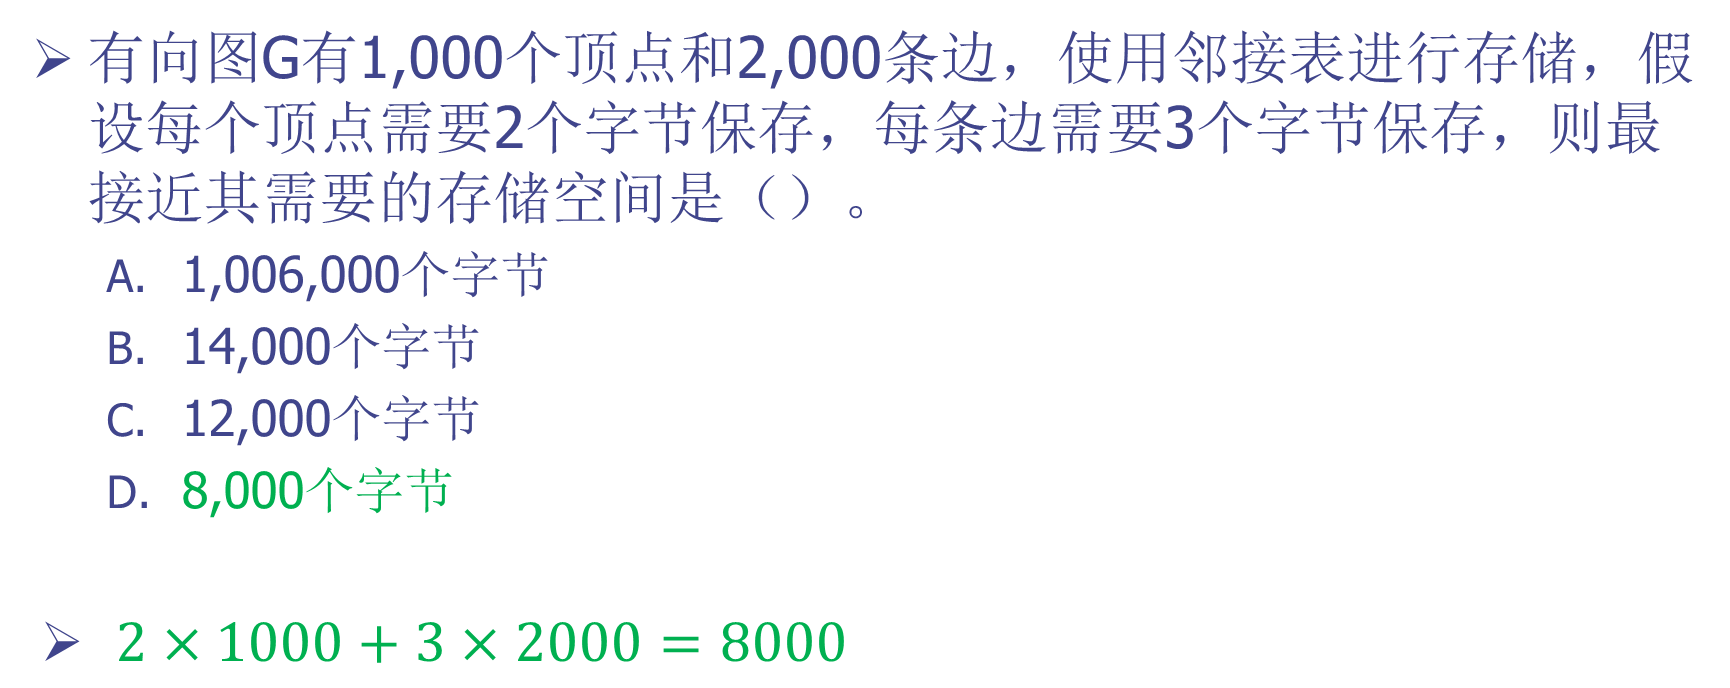 ➢ 有向图G有1,000个顶点和2,000条边，使用邻接表进行存储，假
设每个顶点需要2个字节保存，每条边需要3个字节保存，则最
接近其需要的存储空间是（）。
A. 1,006,000个字节
B. 14,000个字节
C. 12,000个字节
D. 8,000个字节
➢ 2 × 1000 + 3 × 2000 = 8000